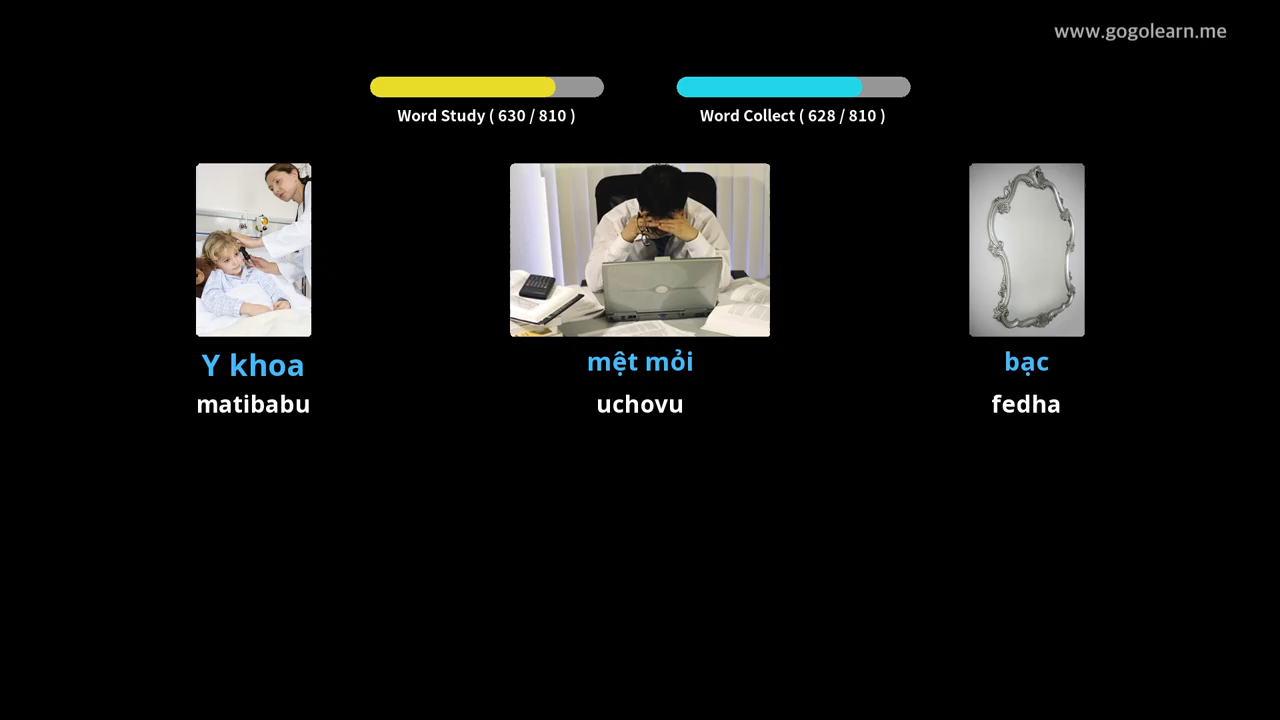 www.gogolearn.me
Word Study ( 630 / 810 )
Word Collect ( 628 / 810 )
Y khoa
mệt mỏi
bạc
matibabu
uchovu
fedha